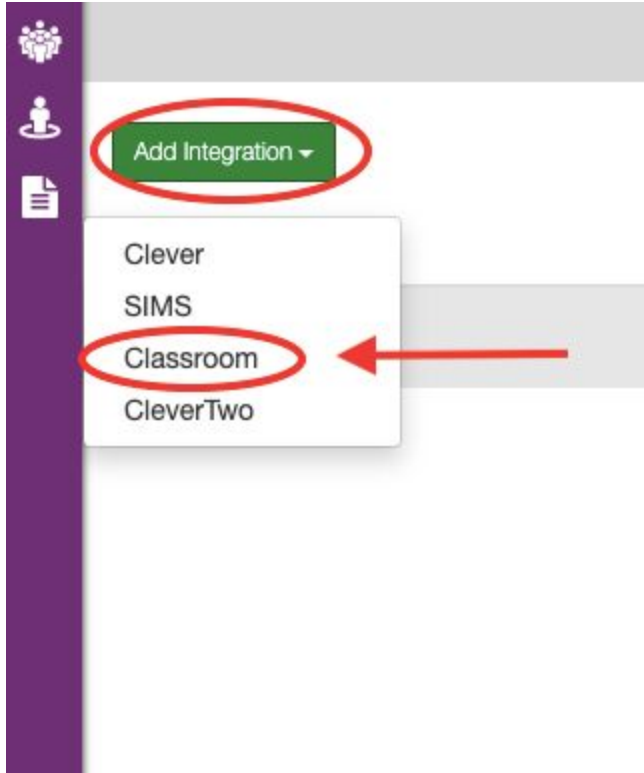 Add Integration
Clever
SIMS
Classroom
CleverTwo